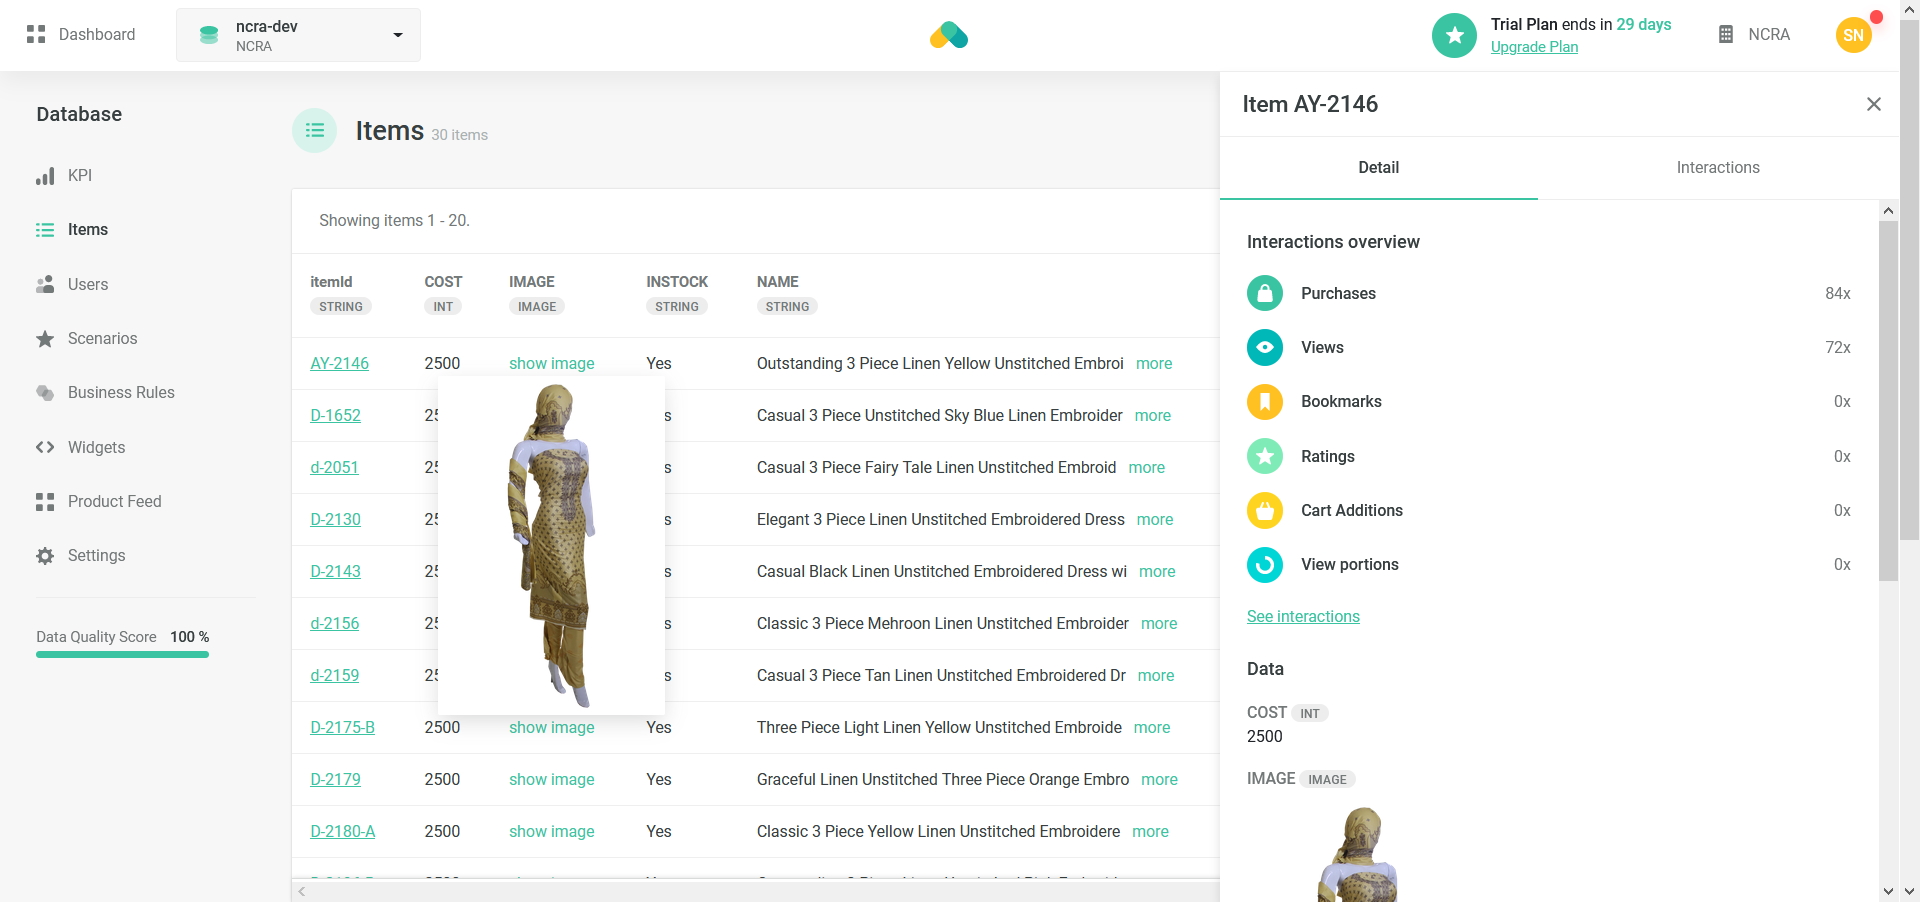 Dashboard
ncra-dev
NCRA
Trial Plan ends in 29 days
Upgrade Plan
NCRA
SN
Database
KPI
Items
Users
Scenarios
Business Rules
Widgets
Product Feed
Settings
Data Quality Score 100 %
Items 30 items
Showing items 1 - 20.
itemId COST IMAGE INSTOCK NAME
STRING INT IMAGE STRING STRING
AY-2146 2500 show image Yes Outstanding 3 Piece Linen Yellow Unstitched Embroi more
D-1652 25 s Casual 3 Piece Unstitched Sky Blue Linen Embroider more
d-2051 25 s Casual 3 Piece Fairy Tale Linen Unstitched Embroid more
D-2130 25 s Elegant 3 Piece Linen Unstitched Embroidered Dress more
D-2143 25 s Casual Black Linen Unstitched Embroidered Dress wi more
d-2156 25 s Classic 3 Piece Mehroon Linen Unstitched Embroider more
d-2159 25 s Casual 3 Piece Tan Linen Unstitched Embroidered Dr more
D-2175-B 2500 show image Yes Three Piece Light Linen Yellow Unstitched Embroide more
D-2179 2500 show image Yes Graceful Linen Unstitched Three Piece Orange Embro more
D-2180-A 2500 show image Yes Classic 3 Piece Yellow Linen Unstitched Embroidere more
Item AY-2146
Detail Interactions
Interactions overview
Purchases 84x
Views 72x
Bookmarks 0x
Ratings 0x
Cart Additions 0x
View portions 0x
See interactions
Data
COST INT
2500
IMAGE IMAGE